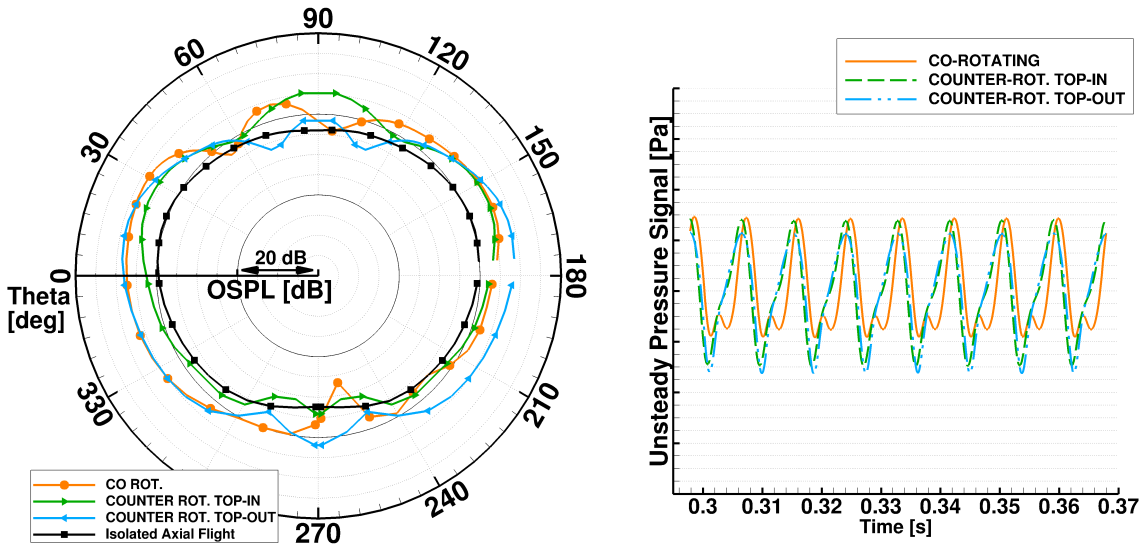 90
60
120
30
150
0
180
20 dB
OSPL [dB]
Theta
[deg]
330
210
240
270
CO ROT.
COUNTER ROT. TOP-IN
COUNTER ROT. TOP-OUT
Isolated Axial Flight
CO-ROTATING
COUNTER-ROT. TOP-IN
COUNTER-ROT. TOP-OUT
Unsteady Pressure Signal [Pa]
0.3
0.31
0.32
0.33
0.34
0.35
0.36
0.37
Time [s]